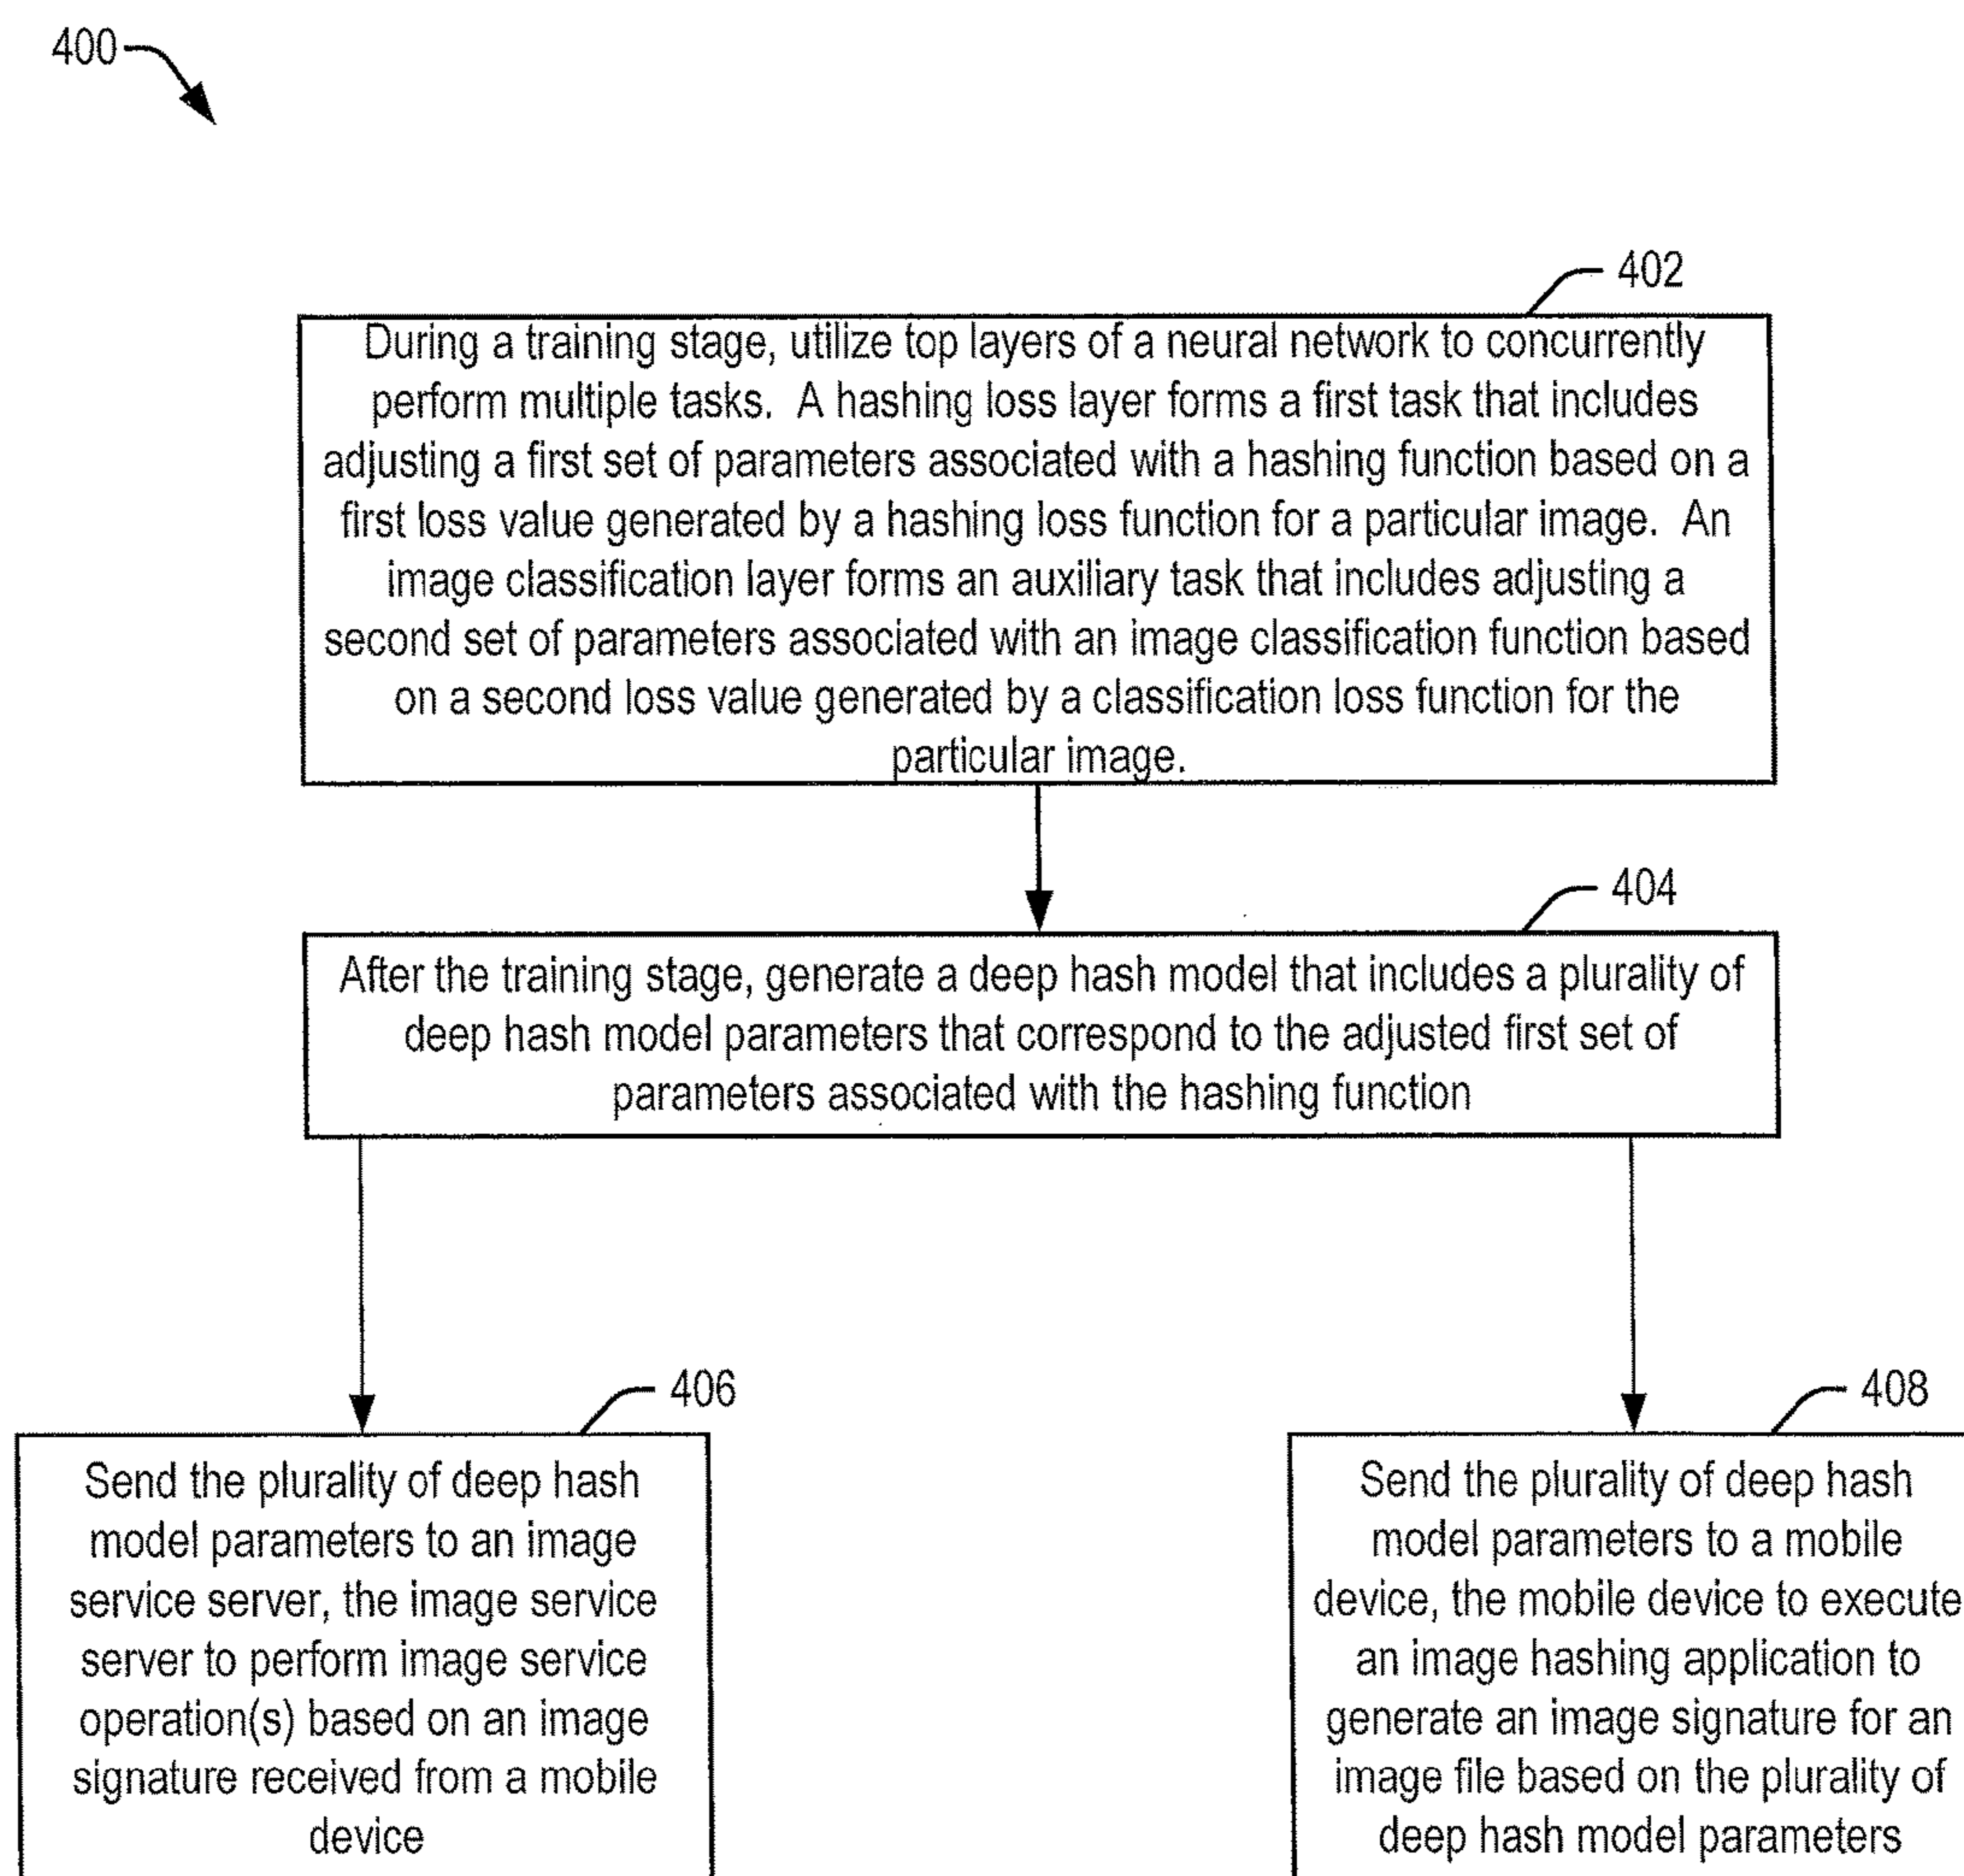 400
402
During a training stage, utilize top layers of a neural network to concurrently
perform multiple tasks. A hashing loss layer forms a first task that includes
adjusting a first set of parameters associated with a hashing function based on a
first loss value generated by a hashing loss function for a particular image. An
image classification layer forms an auxiliary task that includes adjusting a
second set of parameters associated with an image classification function based
on a second loss value generated by a classification loss function for the
particular image.
404
After the training stage, generate a deep hash model that includes a plurality of
deep hash model parameters that correspond to the adjusted first set of
parameters associated with the hashing function
406
Send the plurality of deep hash
model parameters to an image
service server, the image service
server to perform image service
operation(s) based on an image
signature received from a mobile
device
408
Send the plurality of deep hash
model parameters to a mobile
device, the mobile device to execute
an image hashing application to
generate an image signature for an
image file based on the plurality of
deep hash model parameters